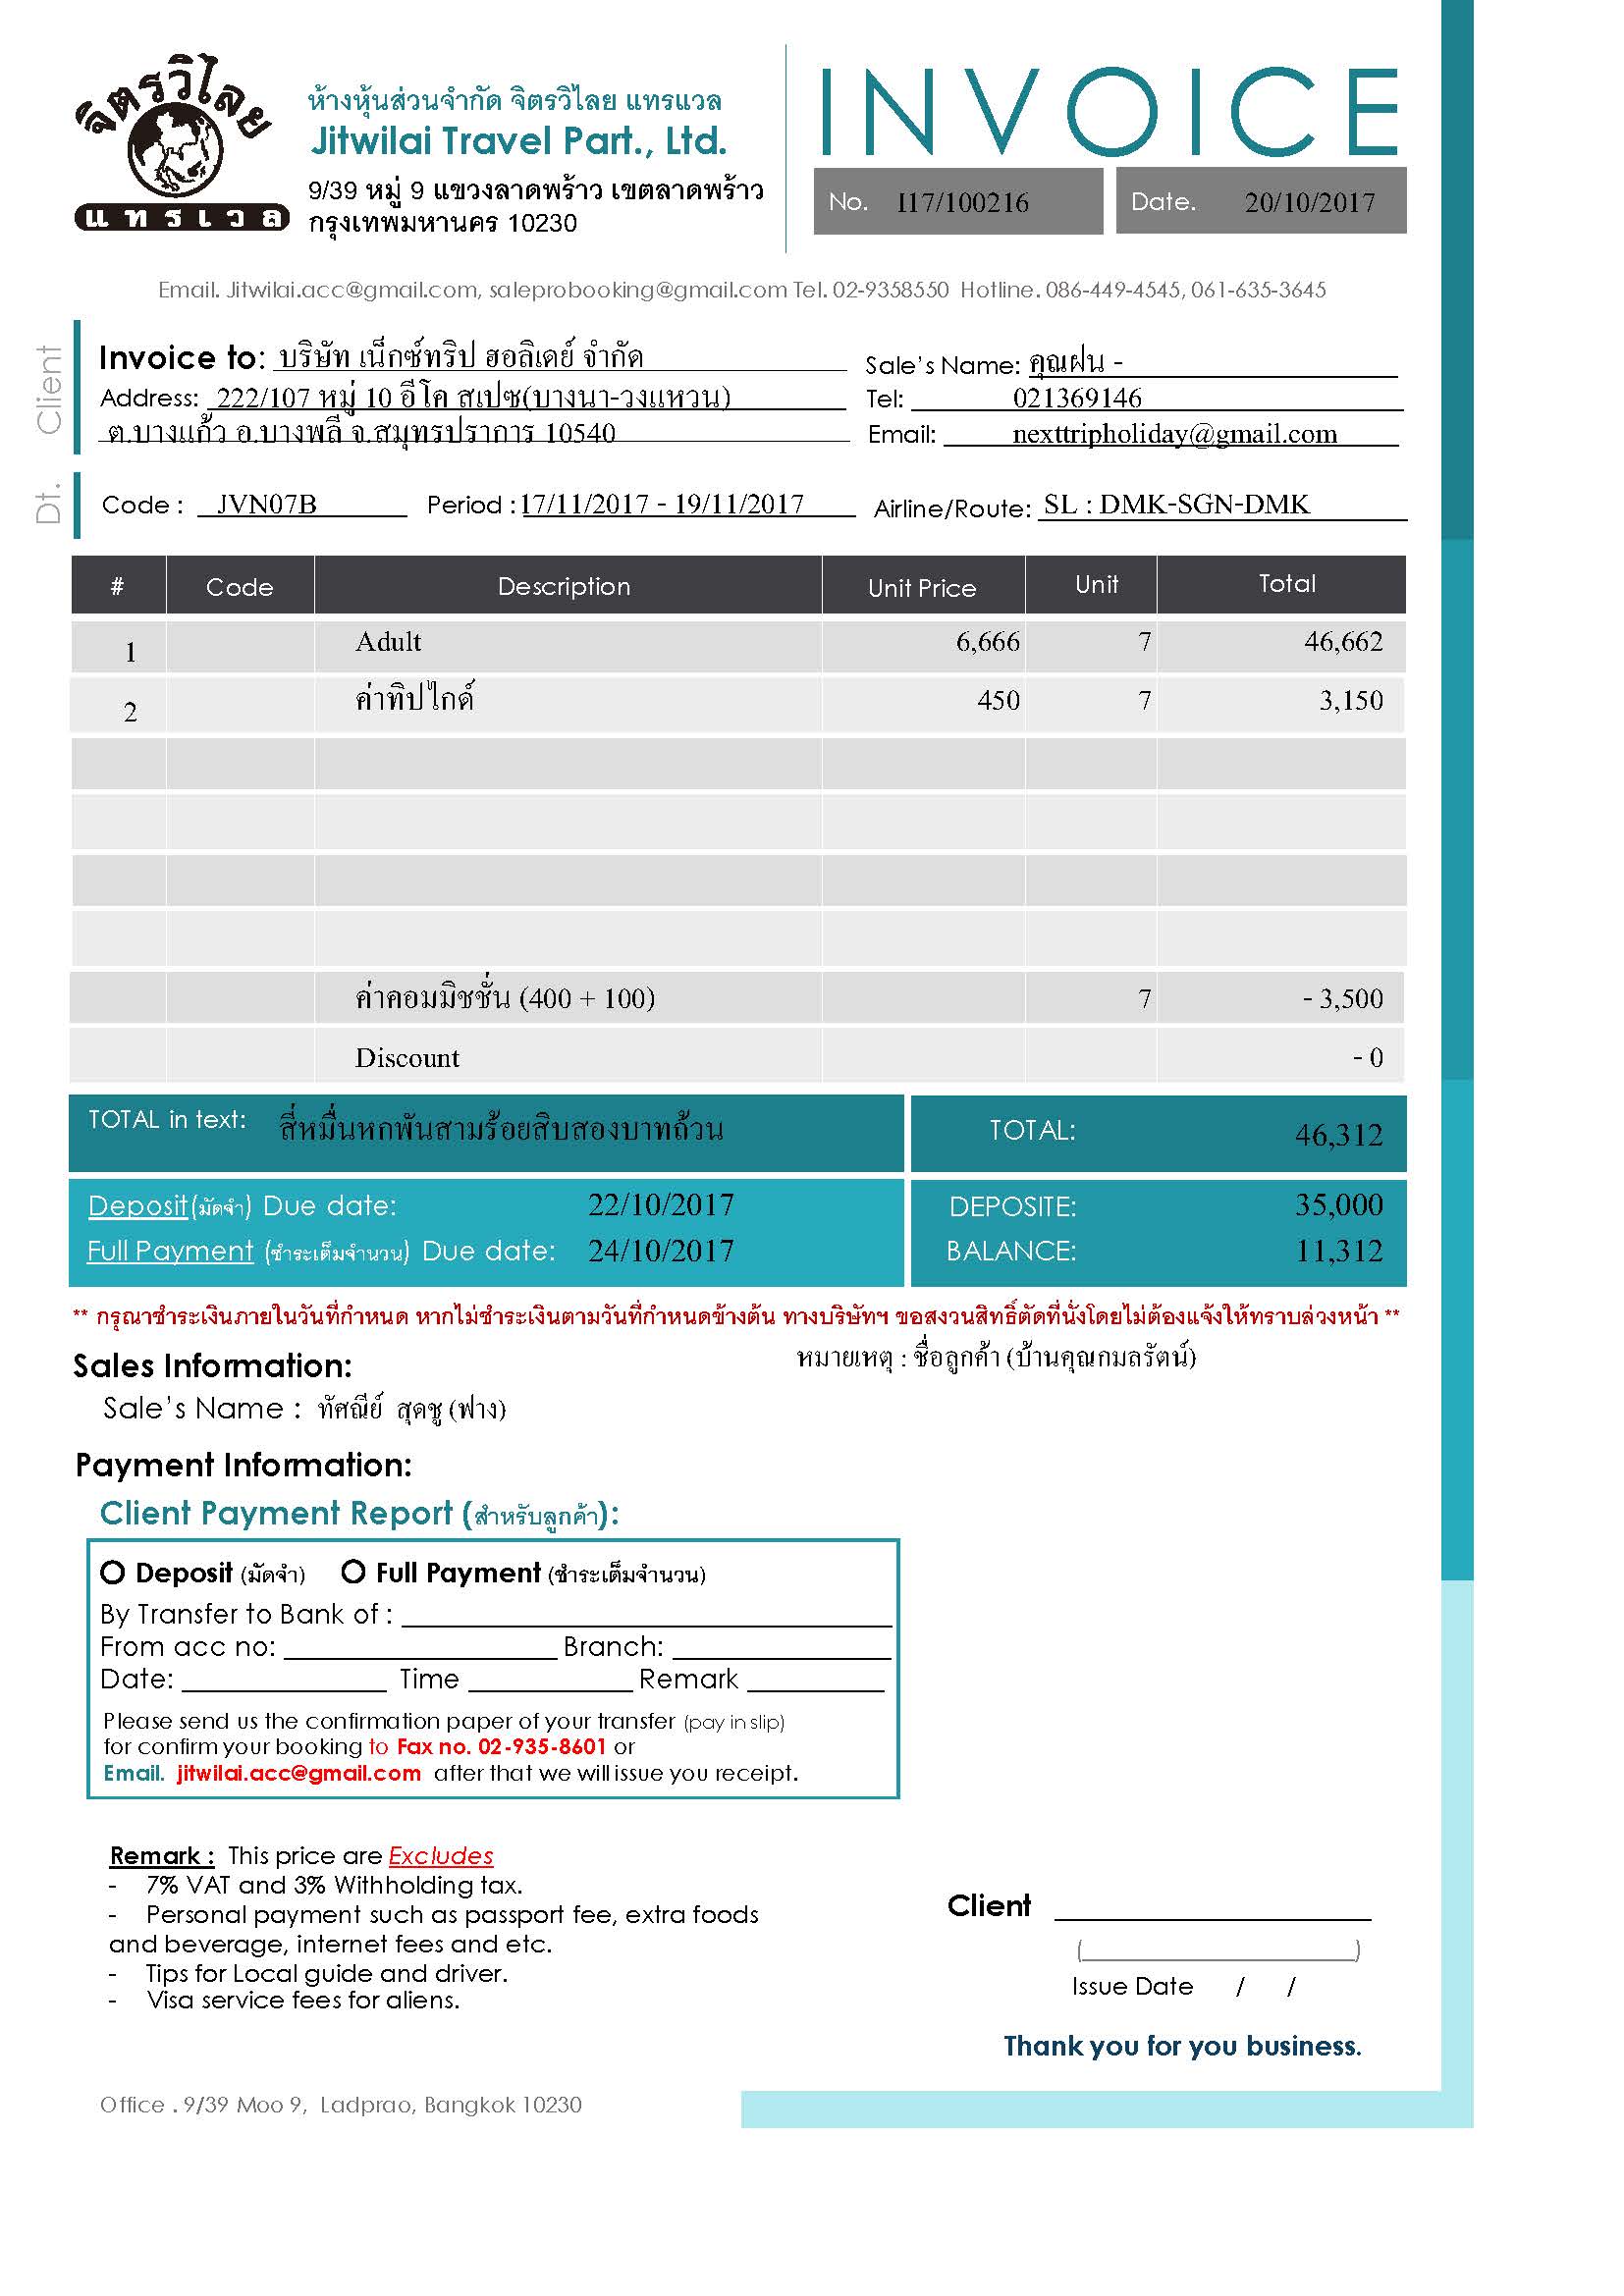 จิตรวิไลย
แทรเวล
ห้างหุ้นส่วนจำกัด จิตรวิไลย แทรแวล
Jitwilai Travel Part., Ltd.
9/39 หมู่ 9 แขวงลาดพร้าว เขตลาดพร้าว
กรุงเทพมหานคร 10230
INVOICE
No. I17/100216 Date. 20/10/2017
Email. Jitwilai.acc@gmail.com, saleprobooking@gmail.com Tel. 02-9358550 Hotline. 086-449-4545, 061-635-3645
Client
Invoice to: บริษัท เน็กซ์ทริป ฮอลิเดย์ จำกัด Sale's Name: คุณฝน -
Address: 222/107 หมู่ 10 อีโค สเปซ(บางนา-วงแหวน) Tel: 021369146
ต.บางแก้ว อ.บางพลี จ.สมุทรปราการ 10540 Email: nexttripholiday@gmail.com
Dt.
Code : JVN07B Period : 17/11/2017 - 19/11/2017 Airline/Route: SL : DMK-SGN-DMK
# Code Description Unit Price Unit Total
1 Adult 6,666 7 46,662
2 ค่าทิปไกด์ 450 7 3,150
ค่าคอมมิชชั่น (400 + 100) 7 - 3,500
Discount - 0
TOTAL in text: สี่หมื่นหกพันสามร้อยสิบสองบาทถ้วน TOTAL: 46,312
Deposit(มัดจำ) Due date: 22/10/2017 DEPOSITE: 35,000
Full Payment (ชำระเต็มจำนวน) Due date: 24/10/2017 BALANCE: 11,312
** กรุณาชำระเงินภายในวันที่กำหนด หากไม่ชำระเงินตามวันที่กำหนดข้างต้น ทางบริษัทฯ ขอสงวนสิทธิ์ตัดที่นั่งโดยไม่ต้องแจ้งให้ทราบล่วงหน้า **
Sales Information: หมายเหตุ : ชื่อลูกค้า (บ้านคุณกมลรัตน์)
Sale's Name : ทัศณีย์ สุดชู (ฟาง)
Payment Information:
Client Payment Report (สำหรับลูกค้า):
Deposit (มัดจำ) Full Payment (ชำระเต็มจำนวน)
By Transfer to Bank of :
From acc no: Branch:
Date: Time Remark
Please send us the confirmation paper of your transfer (pay in slip)
for confirm your booking to Fax no. 02-935-8601 or
Email. jitwilai.acc@gmail.com after that we will issue you receipt.
Remark : This price are Excludes
- 7% VAT and 3% Withholding tax.
- Personal payment such as passport fee, extra foods
and beverage, internet fees and etc.
- Tips for Local guide and driver.
- Visa service fees for aliens.
Client
( )
Issue Date / /
Thank you for you business.
Office . 9/39 Moo 9, Ladprao, Bangkok 10230